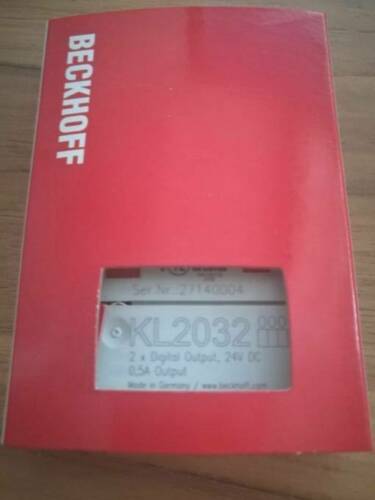 BECKHOFF
Ser.Nr. 27140004
KL2032
2 x Digital Output, 24V DC
0,5A Output
Made in Germany / www.beckhoff.com